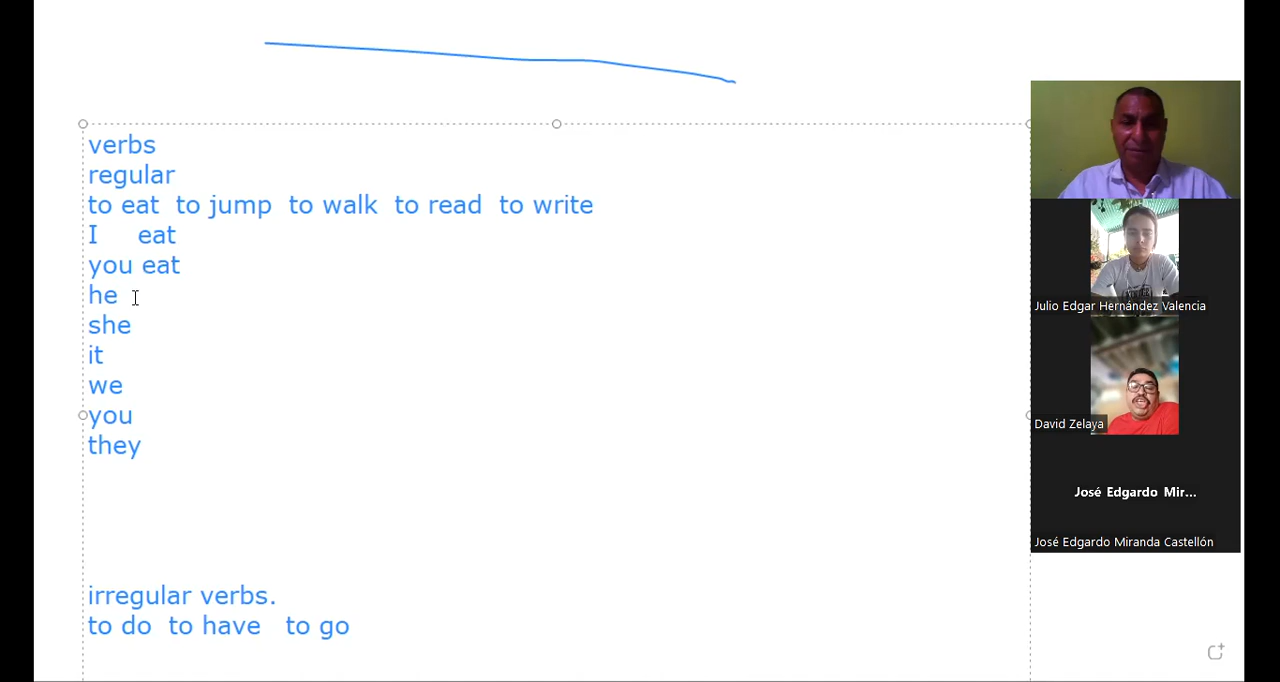 verbs
regular
to eat  to jump  to walk  to read  to write
I     eat
you eat
he
she
it
we
you
they
irregular verbs.
to do  to have   to go
Julio Edgar Hernández Valencia
David Zelaya
José Edgardo Mir...
José Edgardo Miranda Castellón